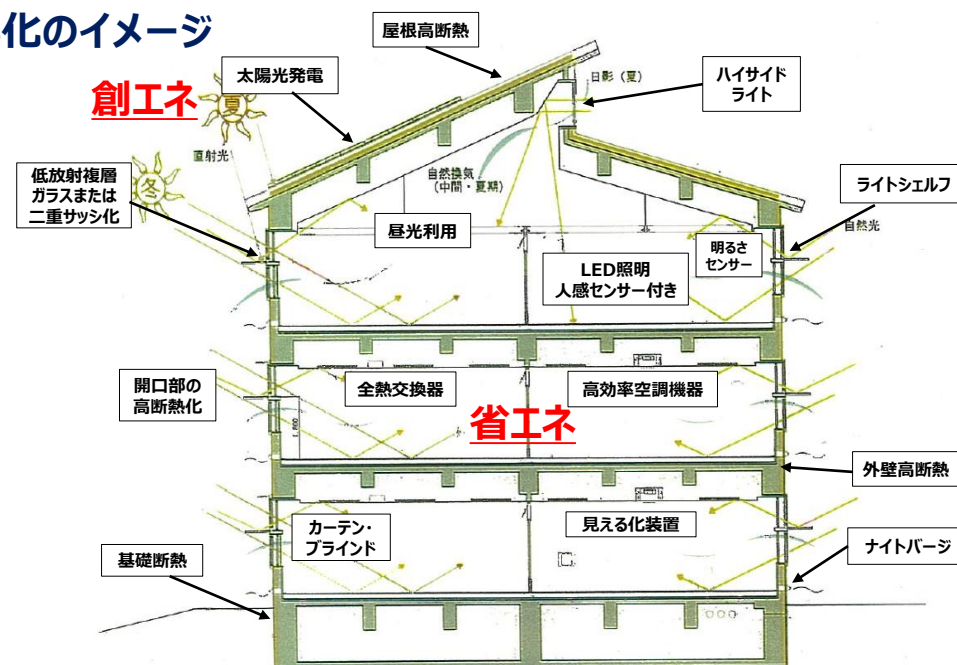 化のイメージ
屋根高断熱
太陽光発電
日影（夏）
ハイサイド
ライト
創エネ
夏
直射光
自然換気
（中間・夏期）
低放射複層
ガラスまたは
二重サッシ化
冬
ライトシェルフ
自然光
昼光利用
明るさ
センサー
LED照明
人感センサー付き
開口部の
高断熱化
全熱交換器
高効率空調機器
1,800
省エネ
外壁高断熱
カーテン・
ブラインド
見える化装置
ナイトバージ
基礎断熱